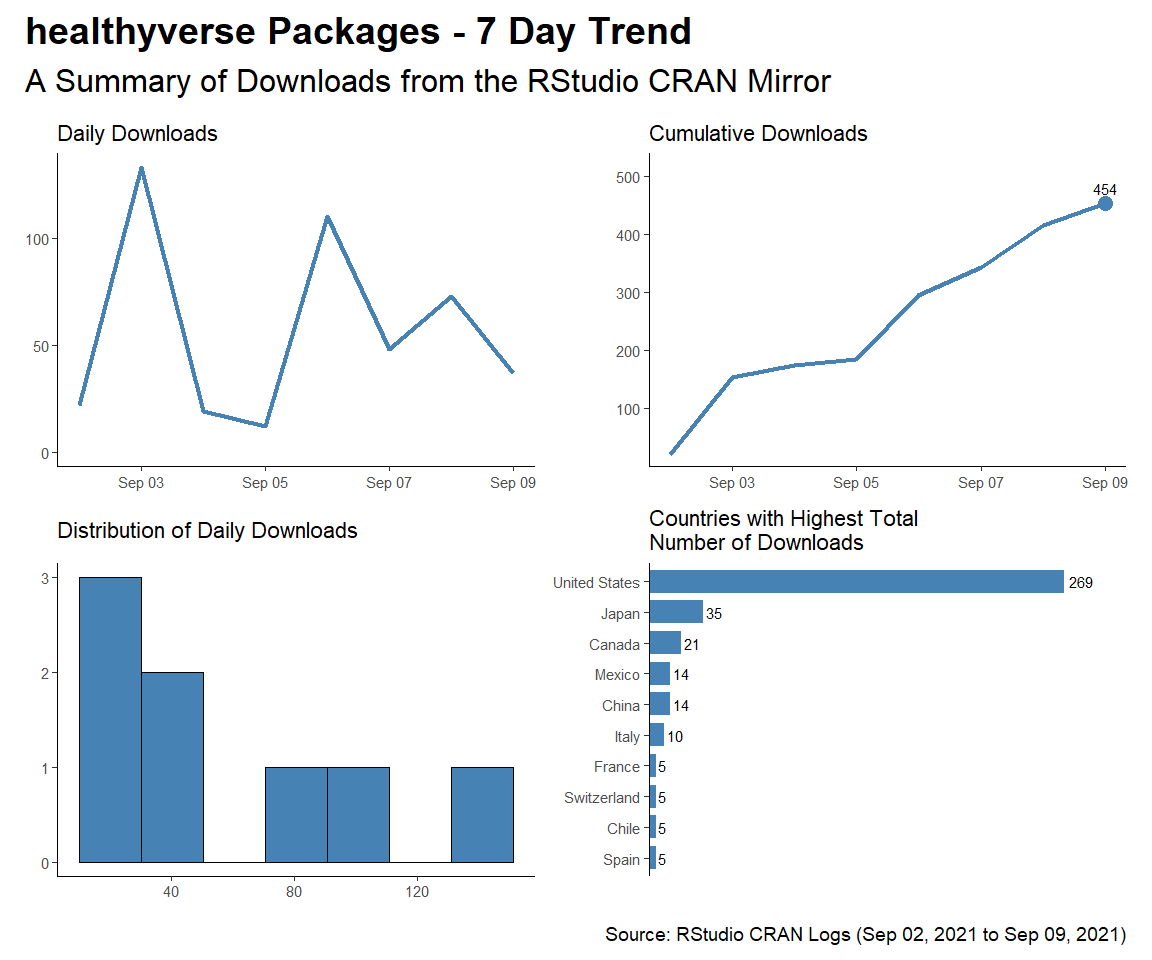 healthyverse Packages - 7 Day Trend
A Summary of Downloads from the RStudio CRAN Mirror
Daily Downloads
100
50
0
Sep 03 Sep 05 Sep 07 Sep 09
Cumulative Downloads
500
400
300
200
100
454
Sep 03 Sep 05 Sep 07 Sep 09
Distribution of Daily Downloads
3
2
1
0
40 80 120
Countries with Highest Total
Number of Downloads
United States 269
Japan 35
Canada 21
Mexico 14
China 14
Italy 10
France 5
Switzerland 5
Chile 5
Spain 5
Source: RStudio CRAN Logs (Sep 02, 2021 to Sep 09, 2021)